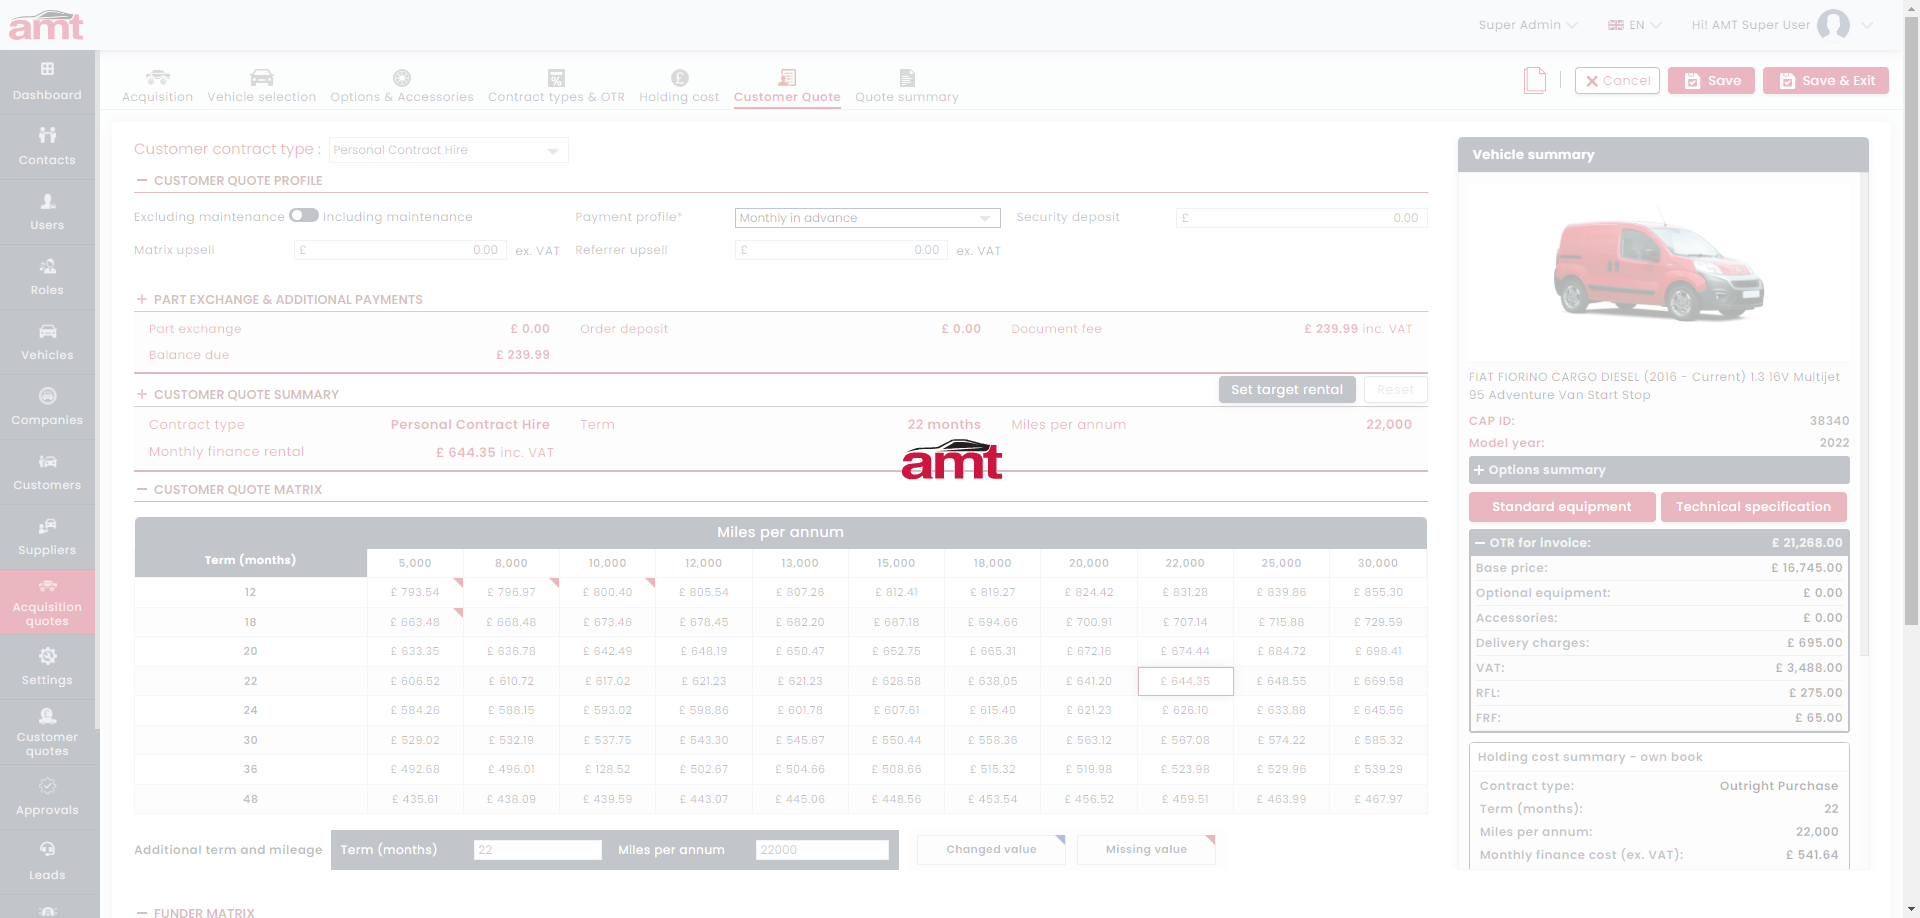 amt
Super Admin
EN
Hi! AMT Super User
Dashboard
Contacts
Users
Roles
Vehicles
Companies
Customers
Suppliers
Acquisition
quotes
Settings
Customer
quotes
Approvals
Leads
Acquisition Vehicle selection Options & Accessories Contract types & OTR Holding cost Customer Quote Quote summary
Cancel Save Save & Exit
Customer contract type : Personal Contract Hire
CUSTOMER QUOTE PROFILE
Excluding maintenance Including maintenance Payment profile* Monthly in advance Security deposit £ 0.00
Matrix upsell £ 0.00 ex. VAT Referrer upsell £ 0.00 ex. VAT
PART EXCHANGE & ADDITIONAL PAYMENTS
Part exchange £ 0.00 Order deposit £ 0.00 Document fee £ 239.99 inc. VAT
Balance due £ 239.99
CUSTOMER QUOTE SUMMARY Set target rental Reset
Contract type Personal Contract Hire Term 22 months Miles per annum 22,000
Monthly finance rental £ 644.35 inc. VAT
amt
CUSTOMER QUOTE MATRIX
Miles per annum
Term (months) 5,000 8,000 10,000 12,000 13,000 15,000 18,000 20,000 22,000 25,000 30,000
12 £ 793.54 £ 796.97 £ 800.40 £ 805.54 £ 807.26 £ 812.41 £ 819.27 £ 824.42 £ 831.28 £ 839.86 £ 855.30
18 £ 663.48 £ 668.48 £ 673.46 £ 678.45 £ 682.20 £ 687.18 £ 694.66 £ 700.91 £ 707.14 £ 715.88 £ 729.59
20 £ 633.35 £ 636.78 £ 642.49 £ 648.19 £ 650.47 £ 652.75 £ 665.31 £ 672.16 £ 674.44 £ 684.72 £ 698.41
22 £ 606.52 £ 610.72 £ 617.02 £ 621.23 £ 621.23 £ 628.58 £ 638.05 £ 641.20 £ 644.35 £ 648.55 £ 669.58
24 £ 584.26 £ 588.15 £ 593.02 £ 598.86 £ 601.78 £ 607.61 £ 615.40 £ 621.23 £ 626.10 £ 633.88 £ 645.56
30 £ 529.02 £ 532.19 £ 537.75 £ 543.30 £ 545.67 £ 550.44 £ 558.36 £ 563.12 £ 567.08 £ 574.22 £ 585.32
36 £ 492.68 £ 496.01 £ 128.52 £ 502.67 £ 504.66 £ 508.66 £ 515.32 £ 519.98 £ 523.98 £ 529.96 £ 539.29
48 £ 435.61 £ 438.09 £ 439.59 £ 443.07 £ 445.06 £ 448.56 £ 453.54 £ 456.52 £ 459.51 £ 463.99 £ 467.97
Additional term and mileage Term (months) 22 Miles per annum 22000 Changed value Missing value
FUNDER MATRIX
Vehicle summary
FIAT FIORINO CARGO DIESEL (2016 - Current) 1.3 16V Multijet
95 Adventure Van Start Stop
CAP ID: 38340
Model year: 2022
Options summary
Standard equipment Technical specification
OTR for invoice: £ 21,268.00
Base price: £ 16,745.00
Optional equipment: £ 0.00
Accessories: £ 0.00
Delivery charges: £ 695.00
VAT: £ 3,488.00
RFL: £ 275.00
FRF: £ 65.00
Holding cost summary - own book
Contract type: Outright Purchase
Term (months): 22
Miles per annum: 22,000
Monthly finance cost (ex. VAT): £ 541.64